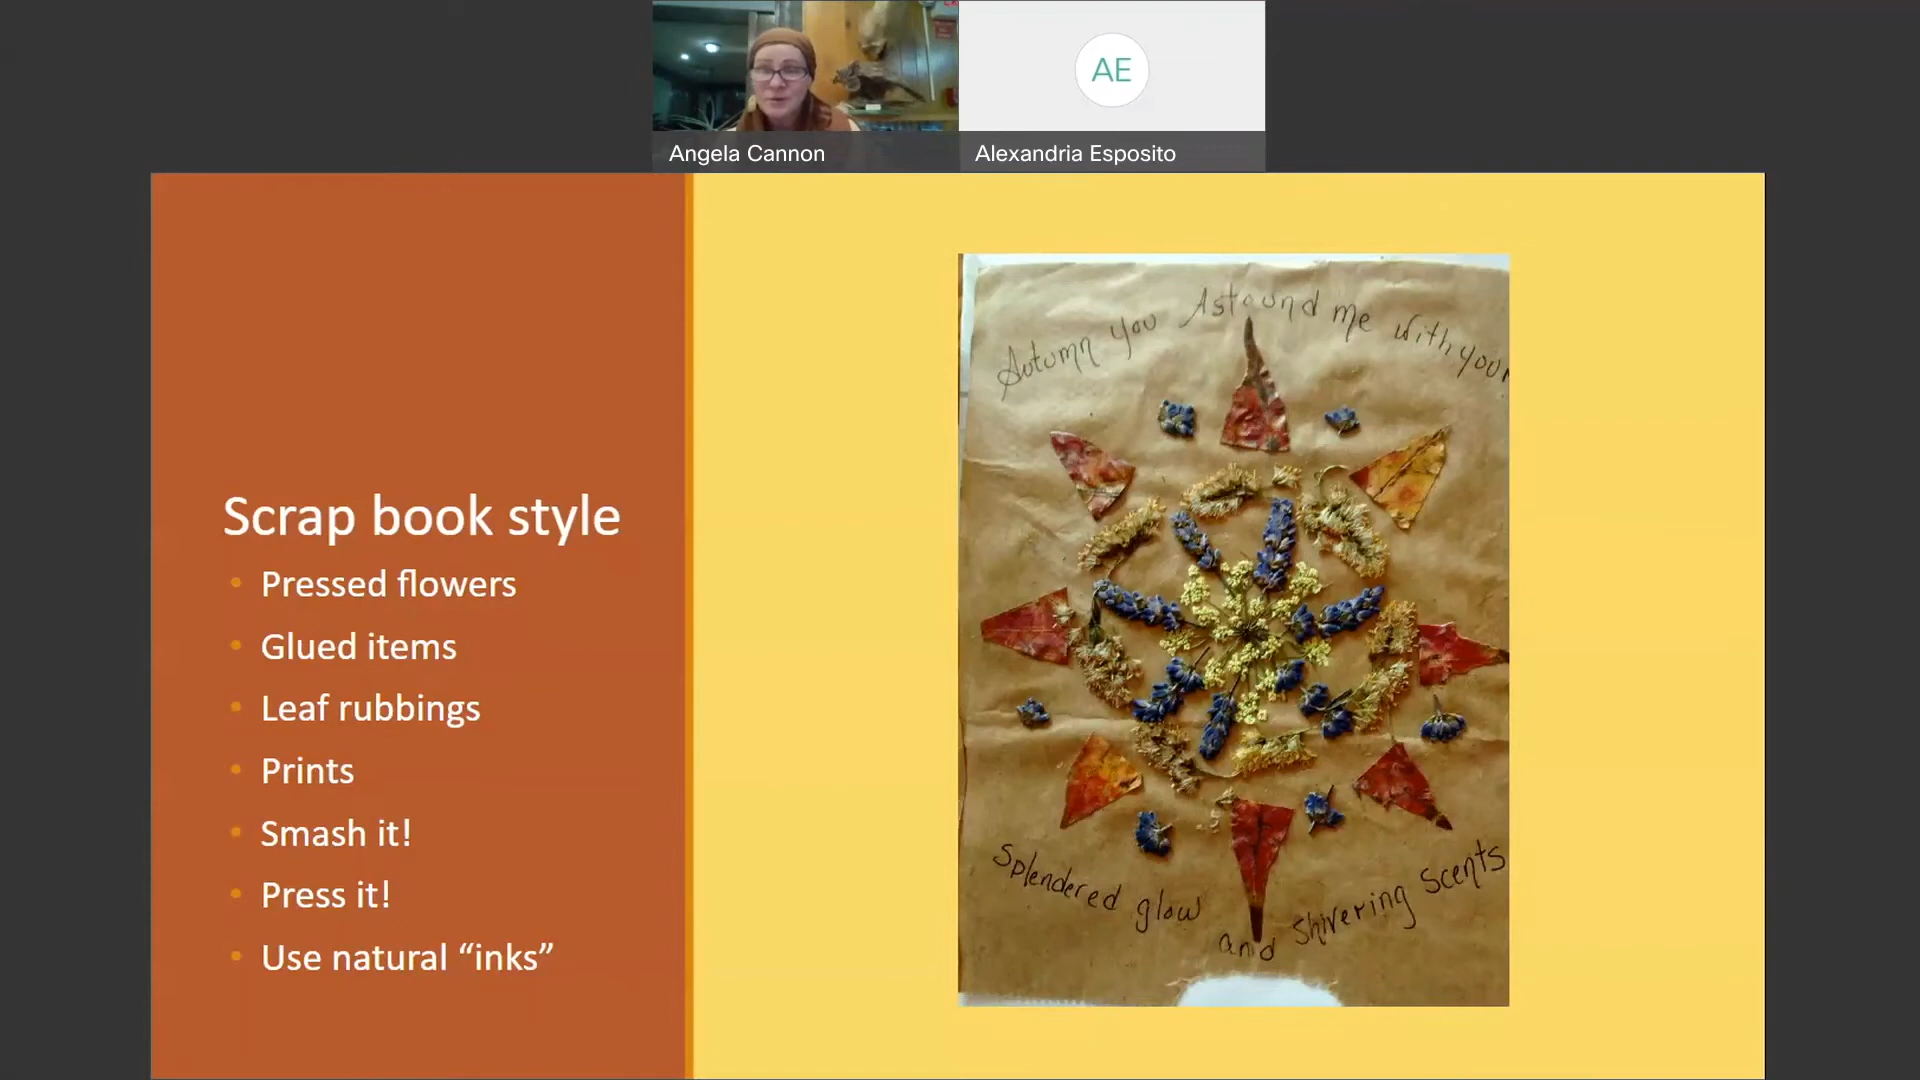 Angela Cannon
AE
Alexandria Esposito
Scrap book style
• Pressed flowers
• Glued items
• Leaf rubbings
• Prints
• Smash it!
• Press it!
• Use natural “inks”
Autumn you Astound me with your
Splendered glow and Shivering Scents